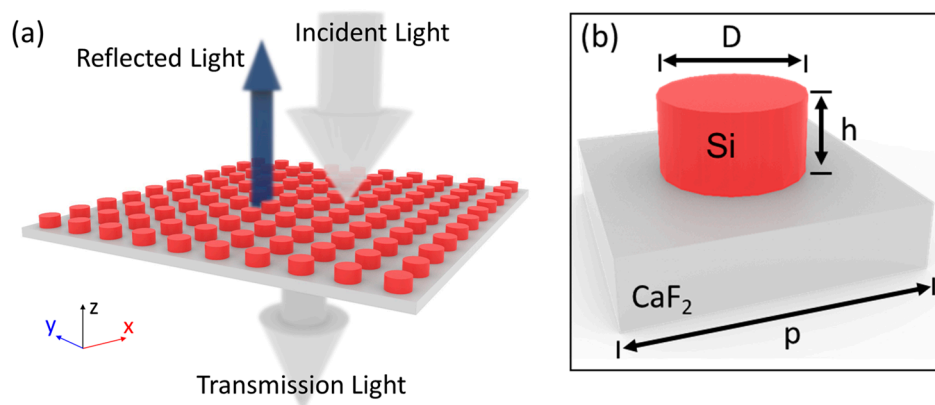 (a)
Incident Light
Reflected Light
z
y
x
Transmission Light
(b)
D
Si
h
CaF₂
p